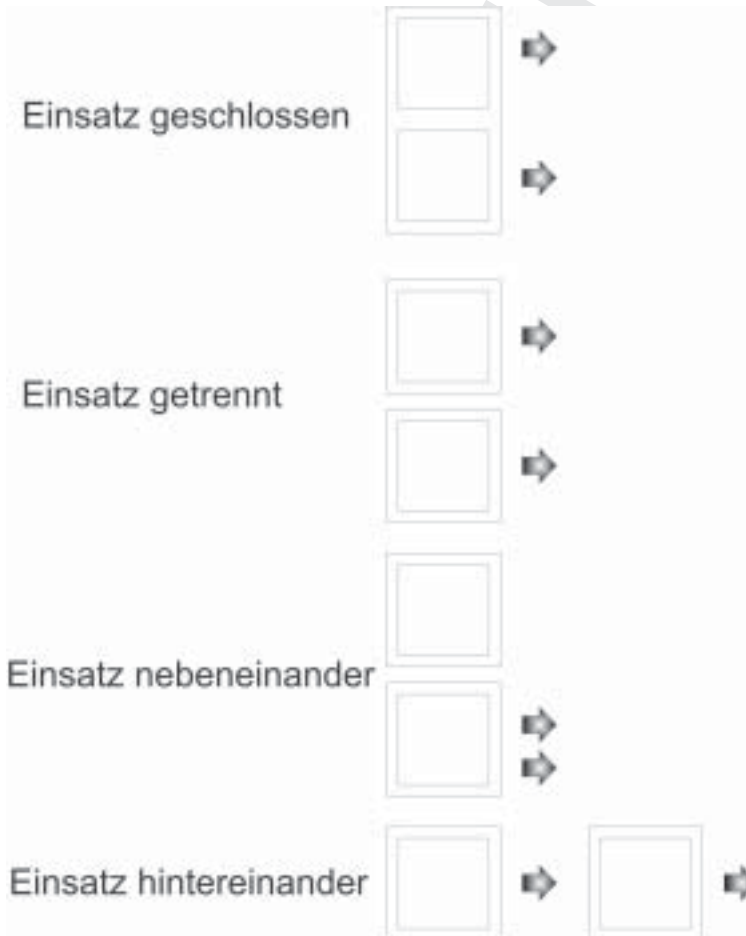 Einsatz geschlossen
Einsatz getrennt
Einsatz nebeneinander
Einsatz hintereinander